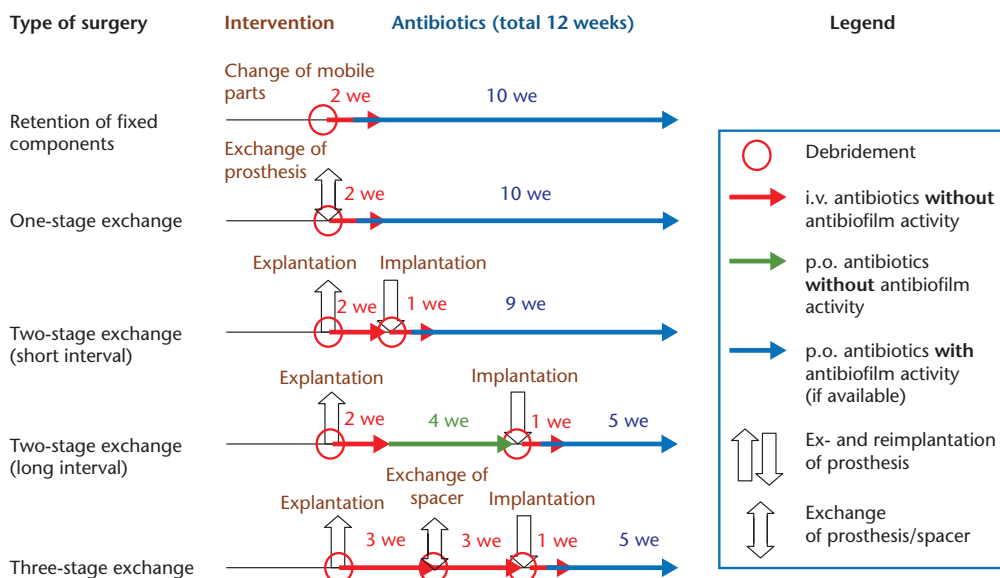 Type of surgery
Intervention
Antibiotics (total 12 weeks)
Legend
Change of mobile
parts
2 we
10 we
Retention of fixed
components
Exchange of
prosthesis
2 we
10 we
One-stage exchange
Explantation
Implantation
2 we
1 we
9 we
Two-stage exchange
(short interval)
Explantation
Implantation
2 we
4 we
1 we
5 we
Two-stage exchange
(long interval)
Explantation
Exchange of
spacer
Implantation
3 we
3 we
1 we
5 we
Three-stage exchange
Debridement
i.v. antibiotics without
antibiofilm activity
p.o. antibiotics
without antibiofilm
activity
p.o. antibiotics with
antibiofilm activity
(if available)
Ex- and reimplantation
of prosthesis
Exchange
of prosthesis/spacer